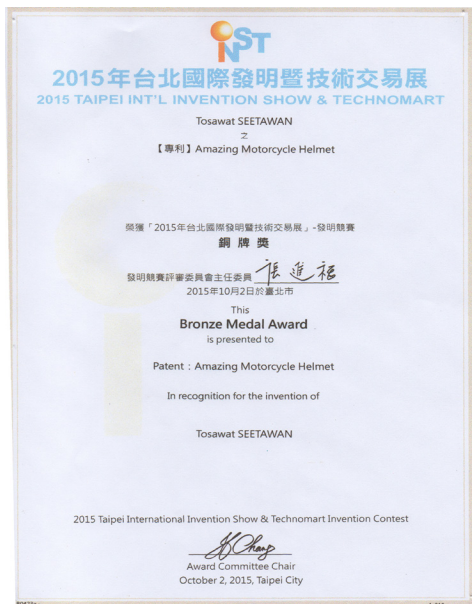 INST
2015年台北國際發明暨技術交易展
2015 TAIPEI INT'L INVENTION SHOW & TECHNOMART
Tosawat SEETAWAN
之
【專利】Amazing Motorcycle Helmet
榮獲「2015年台北國際發明暨技術交易展」-發明競賽
銅牌獎
發明競賽評審委員會主任委員 張進福
2015年10月2日於臺北市
This
Bronze Medal Award
is presented to
Patent : Amazing Motorcycle Helmet
In recognition for the invention of
Tosawat SEETAWAN
2015 Taipei International Invention Show & Technomart Invention Contest
Award Committee Chair
October 2, 2015, Taipei City